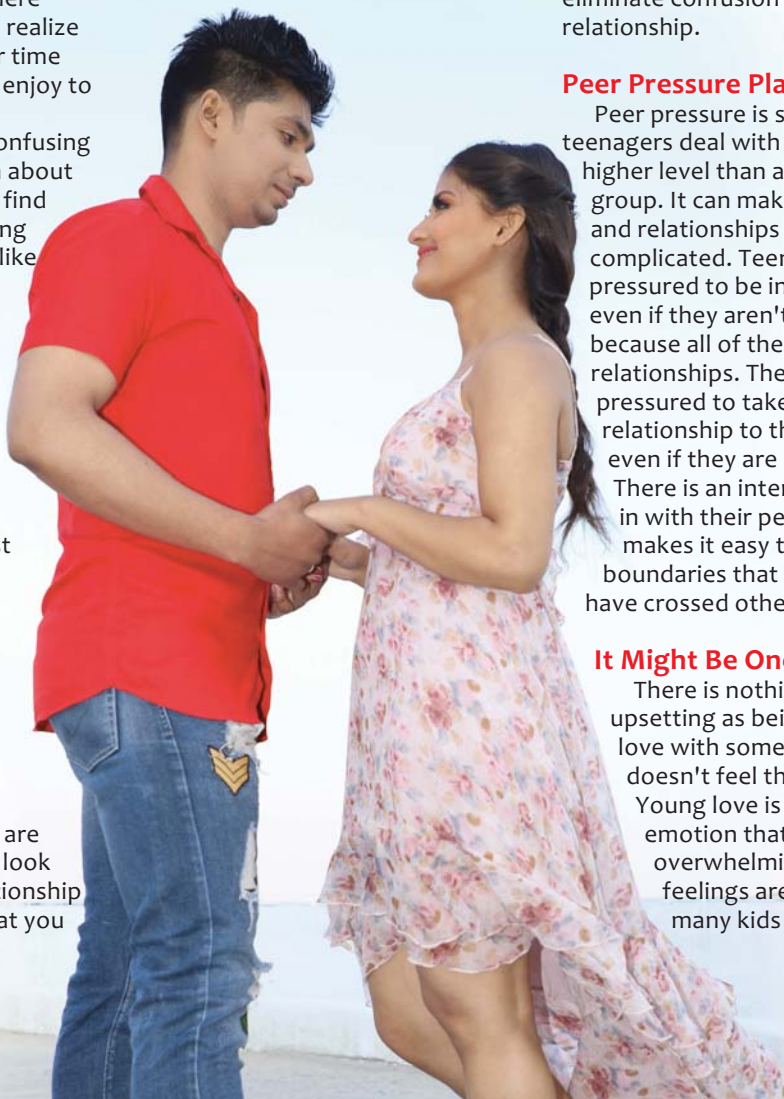 realize
r time
enjoy to
onfusing
about
find
ng
like
st
are
look
ionship
at you
eliminate confusion
relationship.
Peer Pressure Pla
Peer pressure is s
teenagers deal with
higher level than a
group. It can mak
and relationships
complicated. Teen
pressured to be in
even if they aren't
because all of the
relationships. The
pressured to take
relationship to th
even if they are
There is an inter
in with their pe
makes it easy t
boundaries that
have crossed othe
It Might Be One
There is nothi
upsetting as bei
love with some
doesn't feel th
Young love is
emotion that
overwhelmi
feelings are
many kids